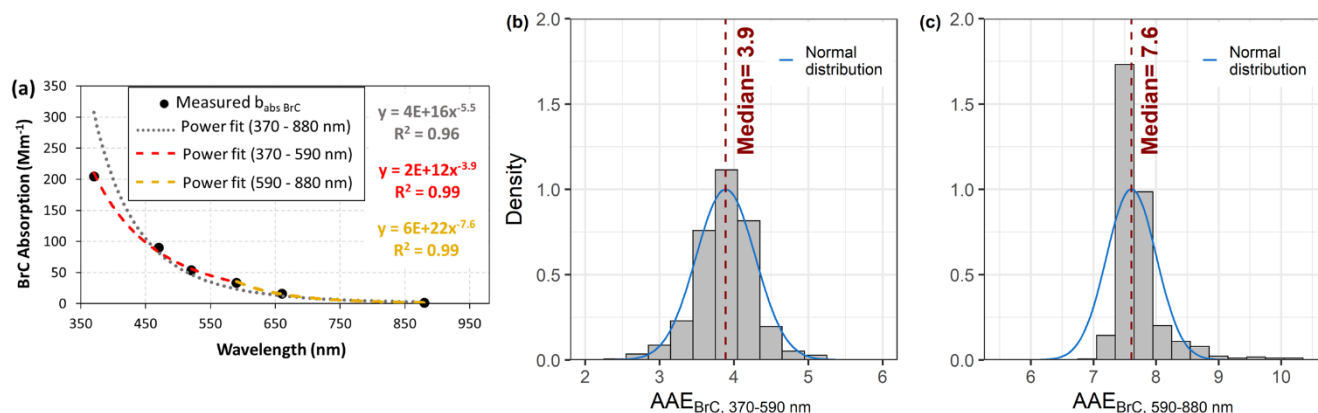 (a)
BrC Absorption (Mm⁻¹)
350
300
250
200
150
100
50
0
Measured b_abs BrC
Power fit (370 - 880 nm)
Power fit (370 - 590 nm)
Power fit (590 - 880 nm)
y = 4E+16x^-5.5
R² = 0.96
y = 2E+12x^-3.9
R² = 0.99
y = 6E+22x^-7.6
R² = 0.99
350 450 550 650 750 850 950
Wavelength (nm)
(b)
Density
2.0
1.5
1.0
0.5
0.0
Median= 3.9
Normal
distribution
2 3 4 5 6
AAE_BrC, 370-590 nm
(c)
2.0
1.5
1.0
0.5
0.0
Median= 7.6
Normal
distribution
6 7 8 9 10
AAE_BrC, 590-880 nm